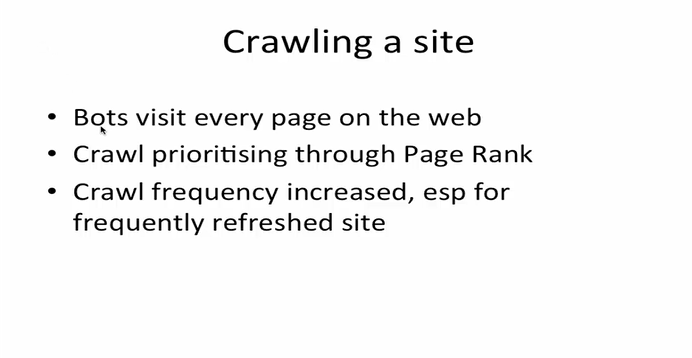 Crawling a site
• Bots visit every page on the web
• Crawl prioritising through Page Rank
• Crawl frequency increased, esp for
frequently refreshed site